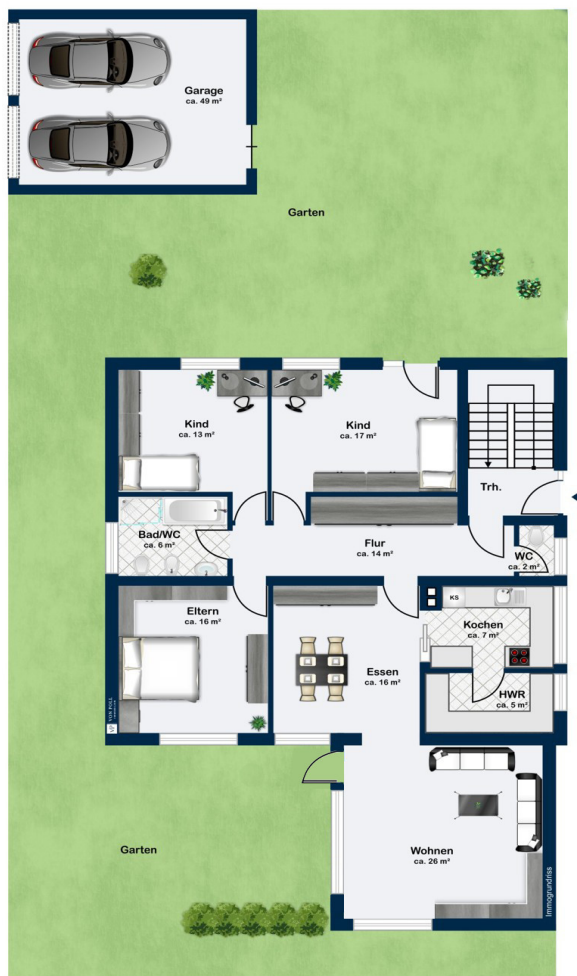 Garage
ca. 49 m²
Garten
Kind
ca. 13 m²
Kind
ca. 17 m²
Trh.
Bad/WC
ca. 6 m²
Flur
ca. 14 m²
WC
ca. 2 m²
Eltern
ca. 16 m²
KS
Kochen
ca. 7 m²
Essen
ca. 16 m²
HWR
ca. 5 m²
VON POLL
Garten
Wohnen
ca. 26 m²
Immogrundriss